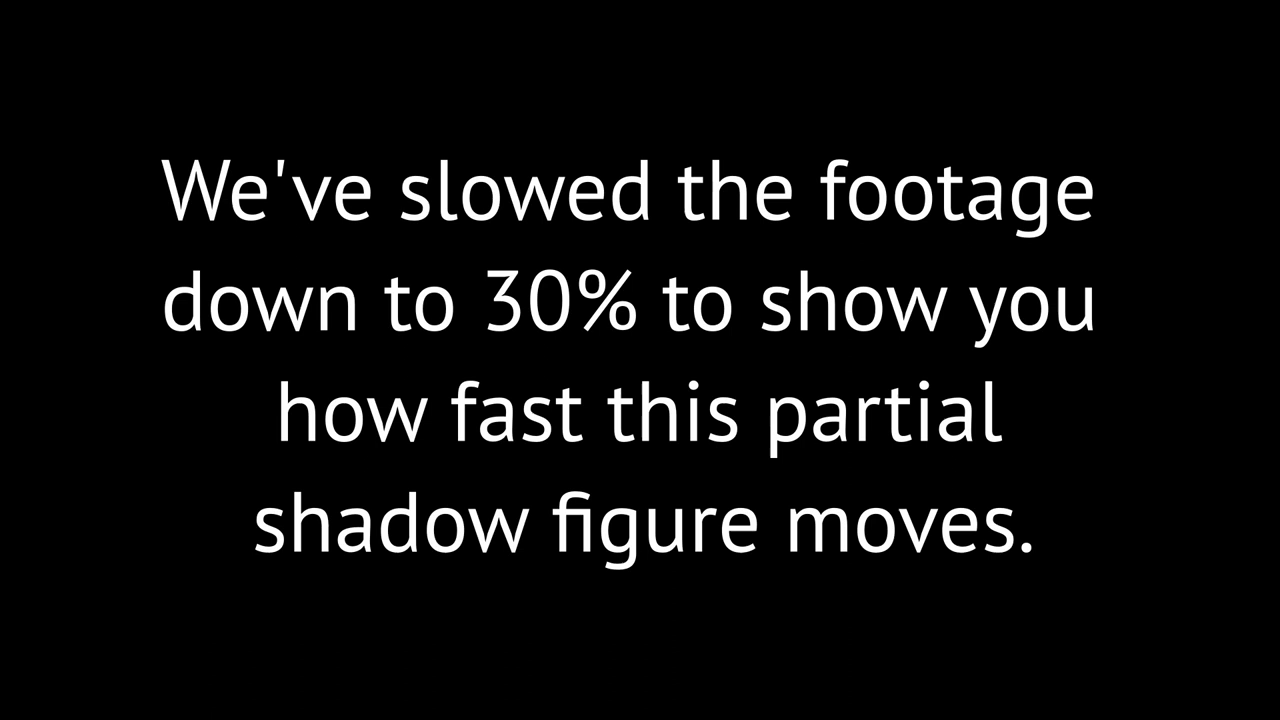 We've slowed the footage
down to 30% to show you
how fast this partial
shadow figure moves.